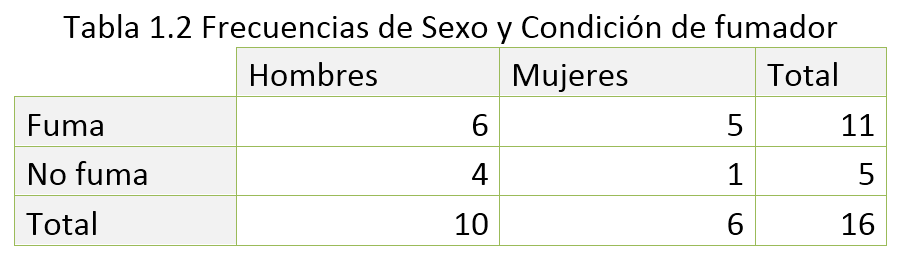 Tabla 1.2 Frecuencias de Sexo y Condición de fumador
Hombres Mujeres Total
Fuma 6 5 11
No fuma 4 1 5
Total 10 6 16